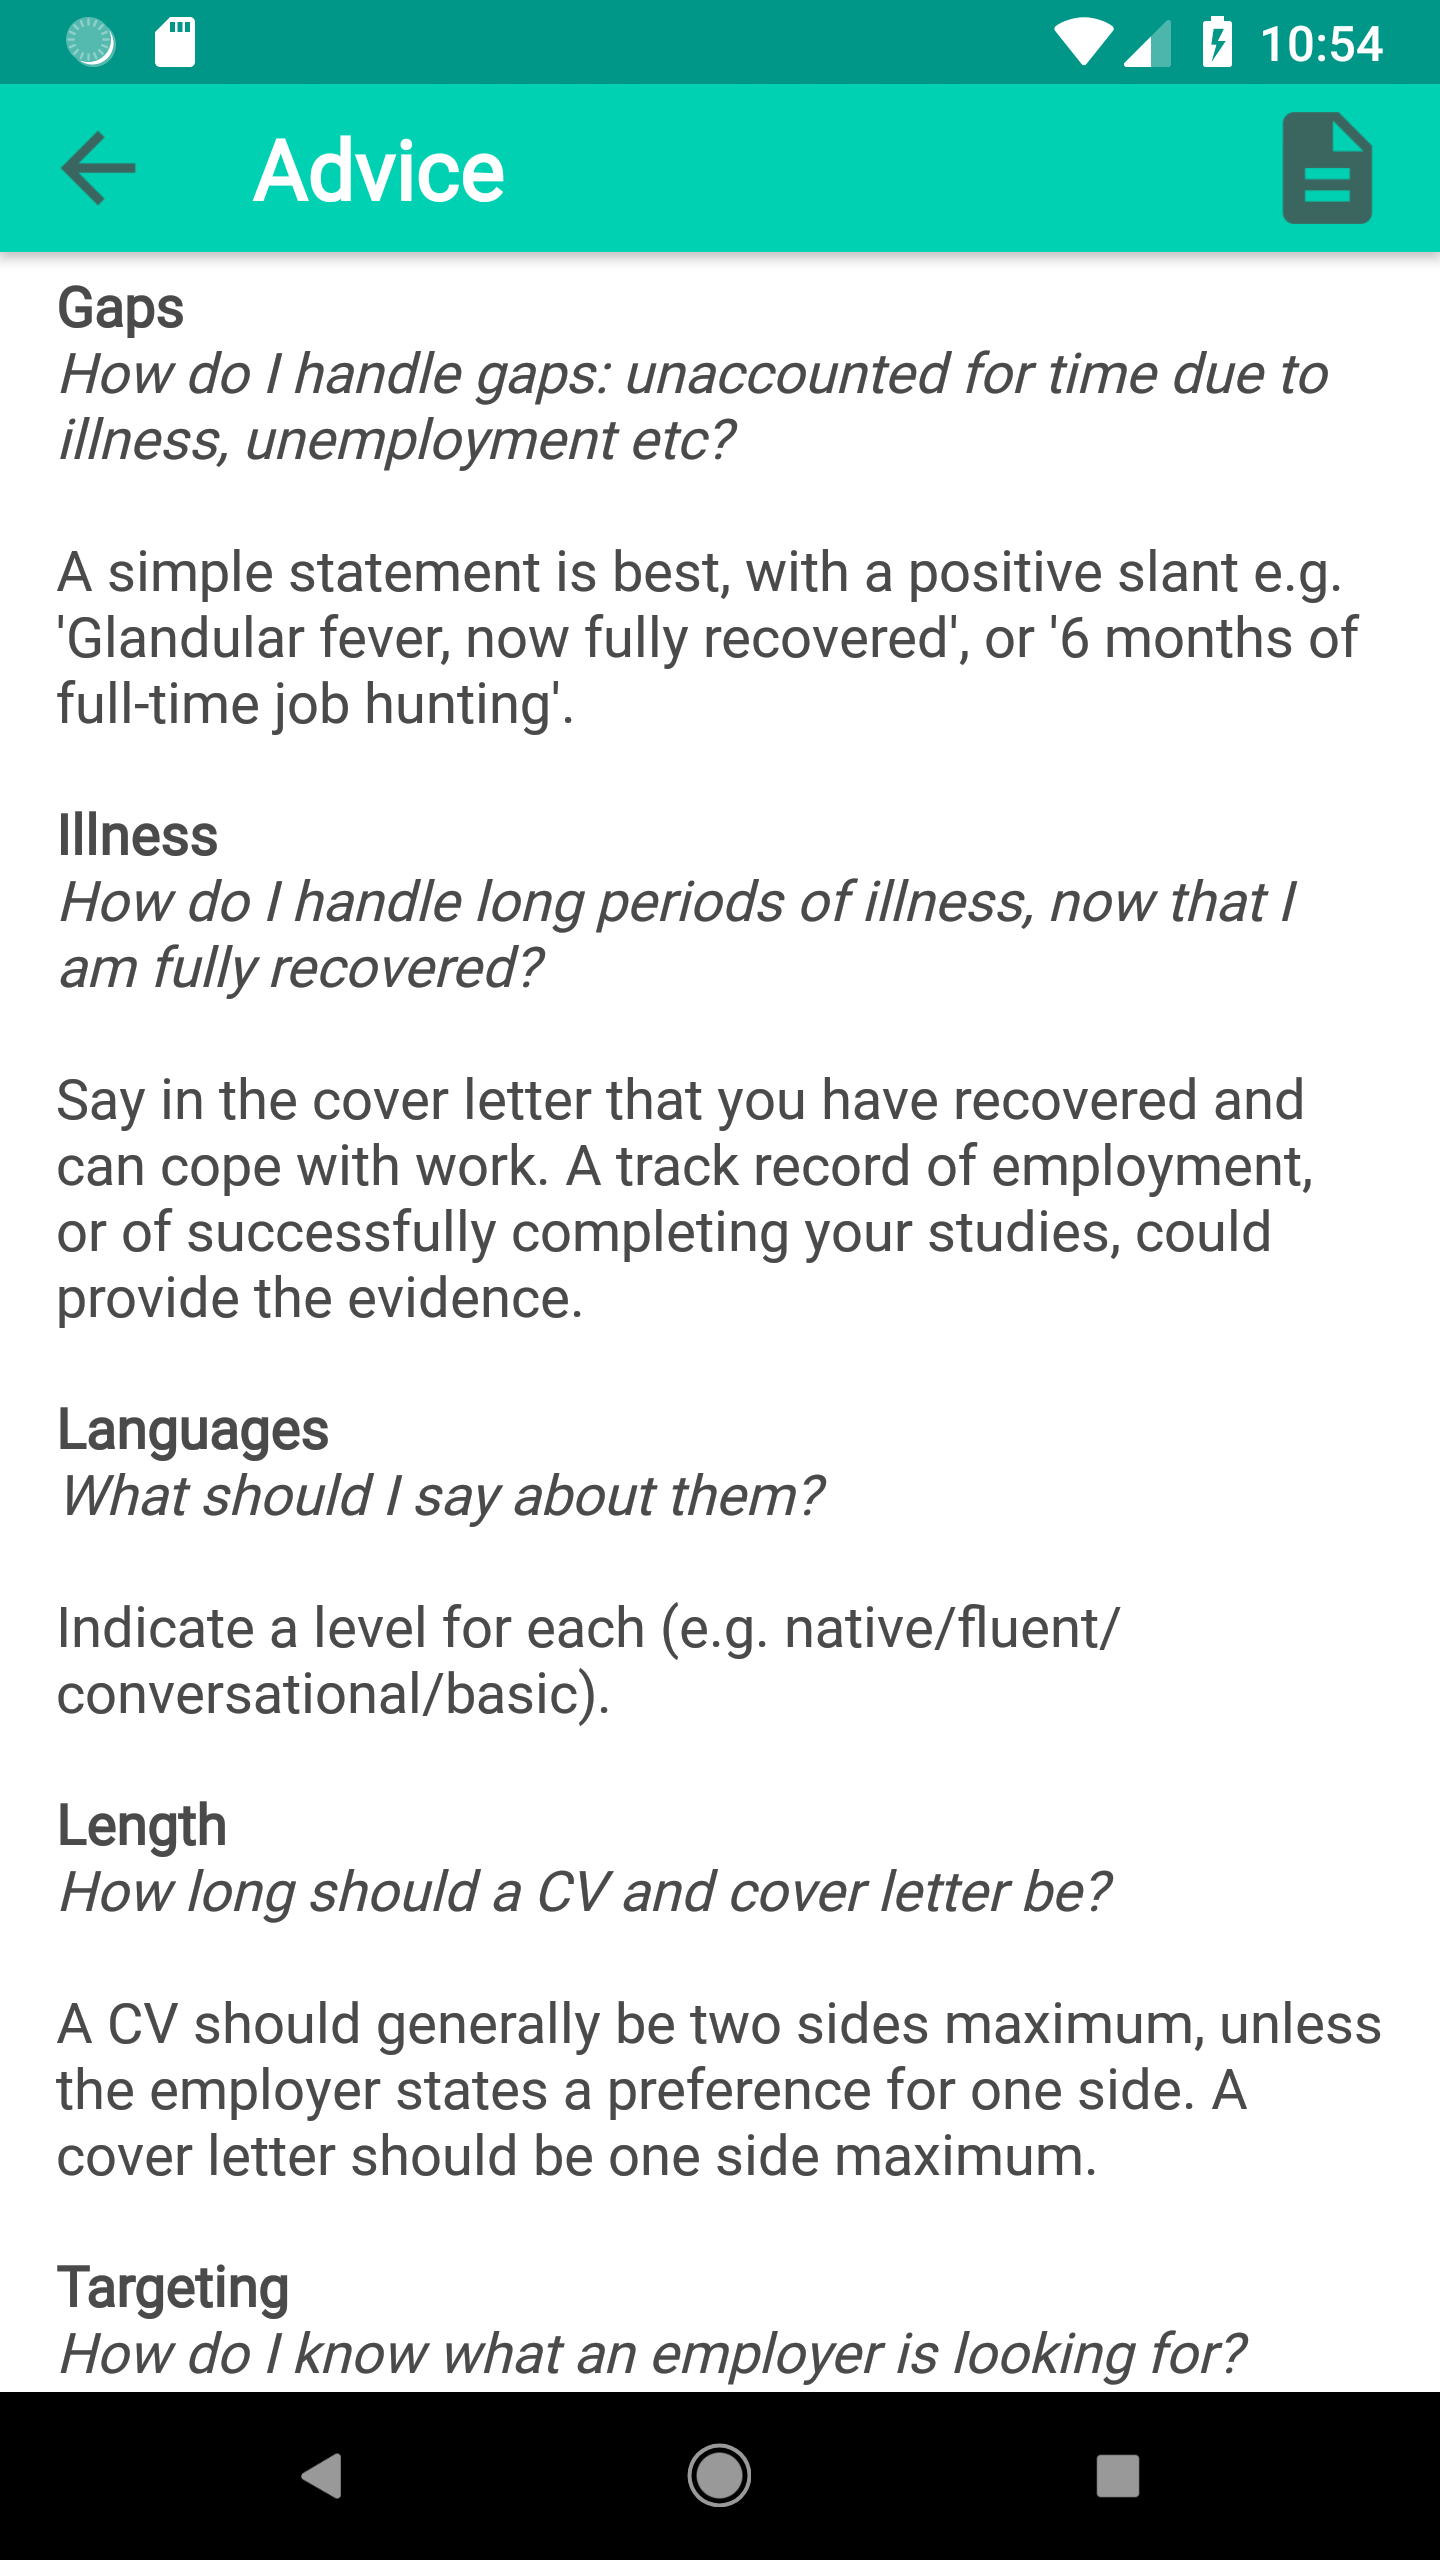 10:54
Advice
Gaps
How do I handle gaps: unaccounted for time due to
illness, unemployment etc?
A simple statement is best, with a positive slant e.g.
'Glandular fever, now fully recovered', or '6 months of
full-time job hunting'.
Illness
How do I handle long periods of illness, now that I
am fully recovered?
Say in the cover letter that you have recovered and
can cope with work. A track record of employment,
or of successfully completing your studies, could
provide the evidence.
Languages
What should I say about them?
Indicate a level for each (e.g. native/fluent/
conversational/basic).
Length
How long should a CV and cover letter be?
A CV should generally be two sides maximum, unless
the employer states a preference for one side. A
cover letter should be one side maximum.
Targeting
How do I know what an employer is looking for?